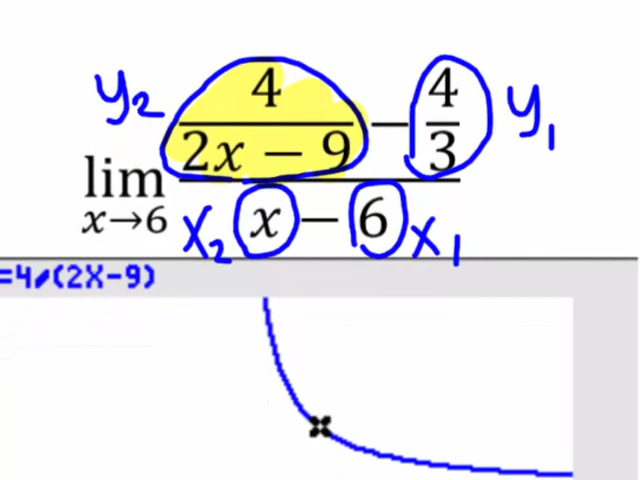 y₂ 4/(2x − 9) − 4/3 y₁
lim x→6
x₂ x − 6 x₁
=4/(2X-9)